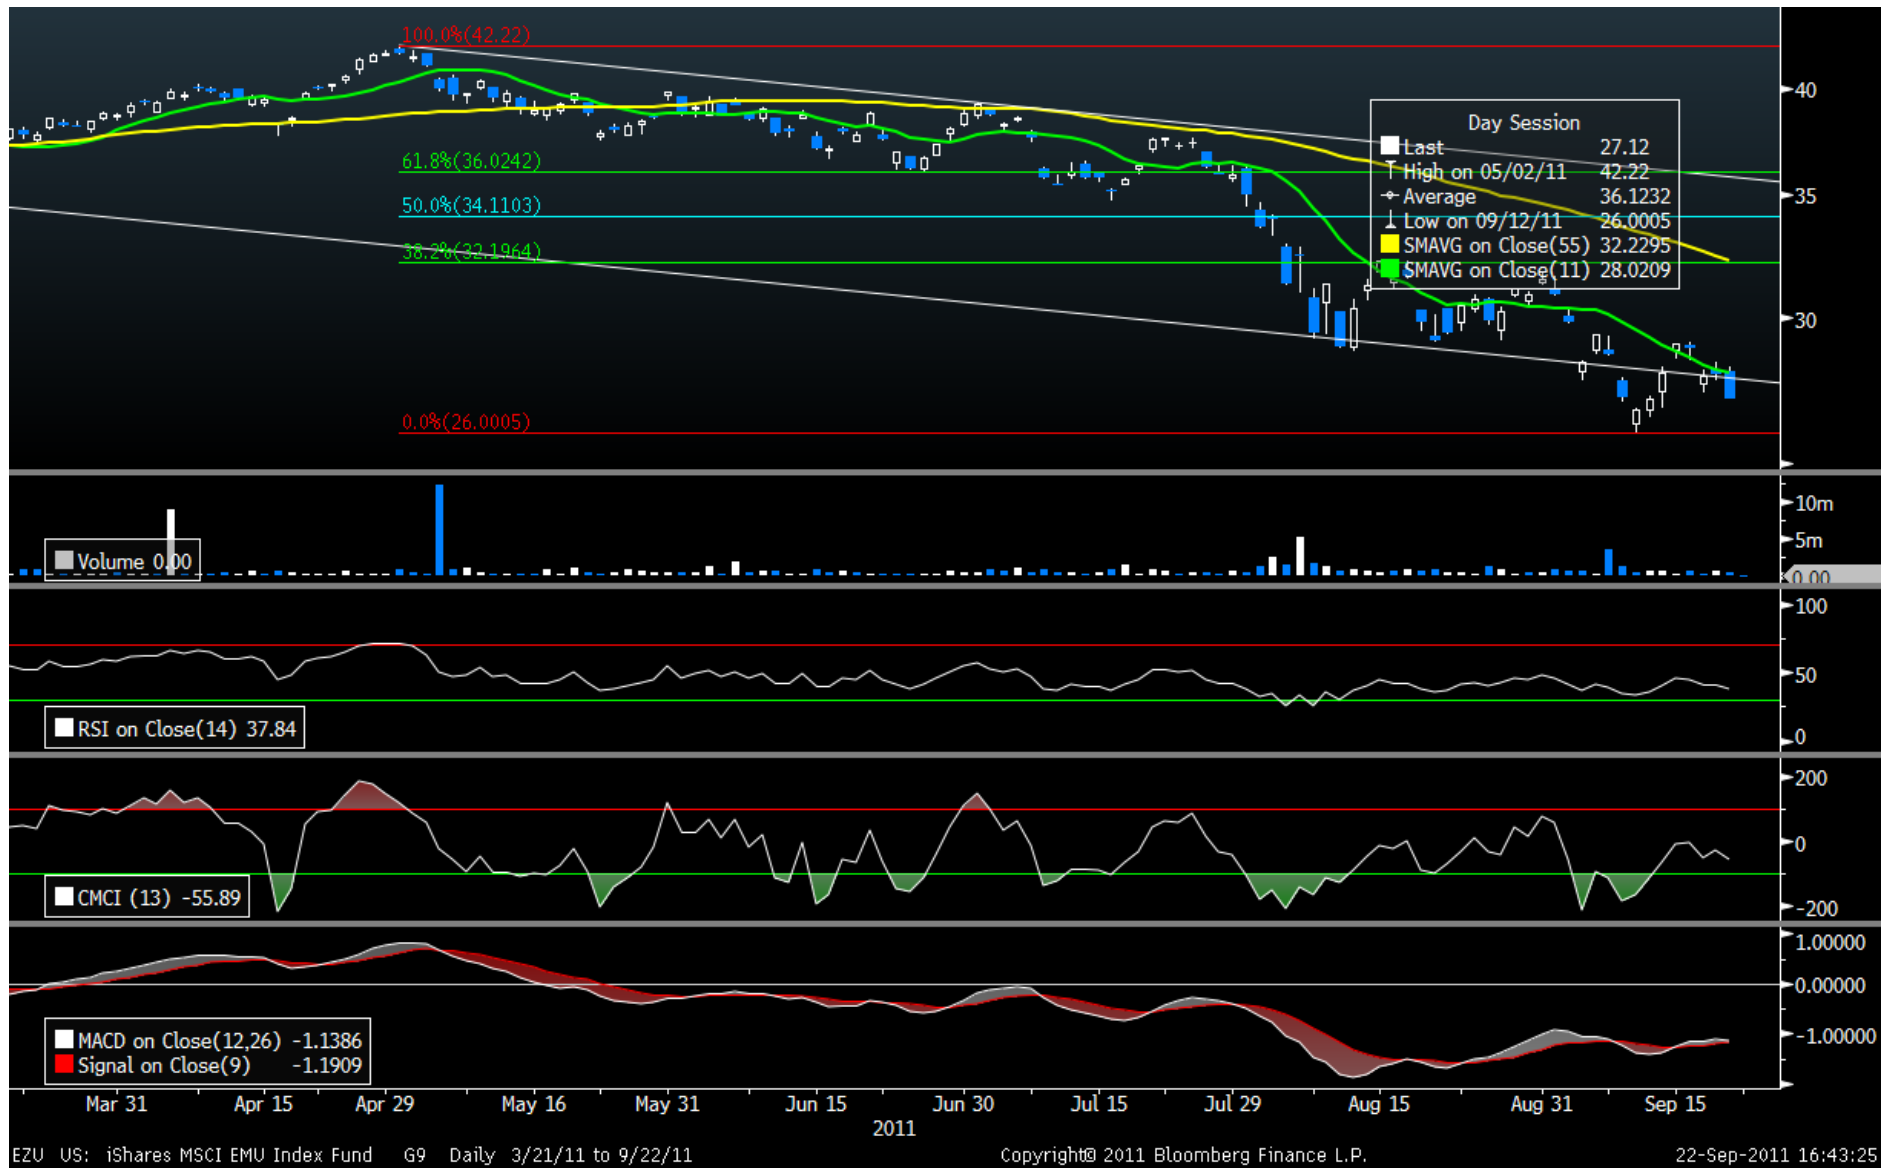 100.0%(42.22)
40
Day Session
Last 27.12
High on 05/02/11 42.22
Average 36.1232
Low on 09/12/11 26.0005
SMAVG on Close(55) 32.2295
SMAVG on Close(11) 28.0209
61.8%(36.0242)
35
50.0%(34.1103)
38.2%(32.1964)
30
0.0%(26.0005)
10m
5m
Volume 0.00
0.00
100
50
RSI on Close(14) 37.84
0
200
0
CMCI (13) -55.89
-200
1.00000
0.00000
-1.00000
MACD on Close(12,26) -1.1386
Signal on Close(9) -1.1909
Mar 31 Apr 15 Apr 29 May 16 May 31 Jun 15 Jun 30 Jul 15 Jul 29 Aug 15 Aug 31 Sep 15
2011
EZU US: iShares MSCI EMU Index Fund G9 Daily 3/21/11 to 9/22/11 Copyright© 2011 Bloomberg Finance L.P. 22-Sep-2011 16:43:25